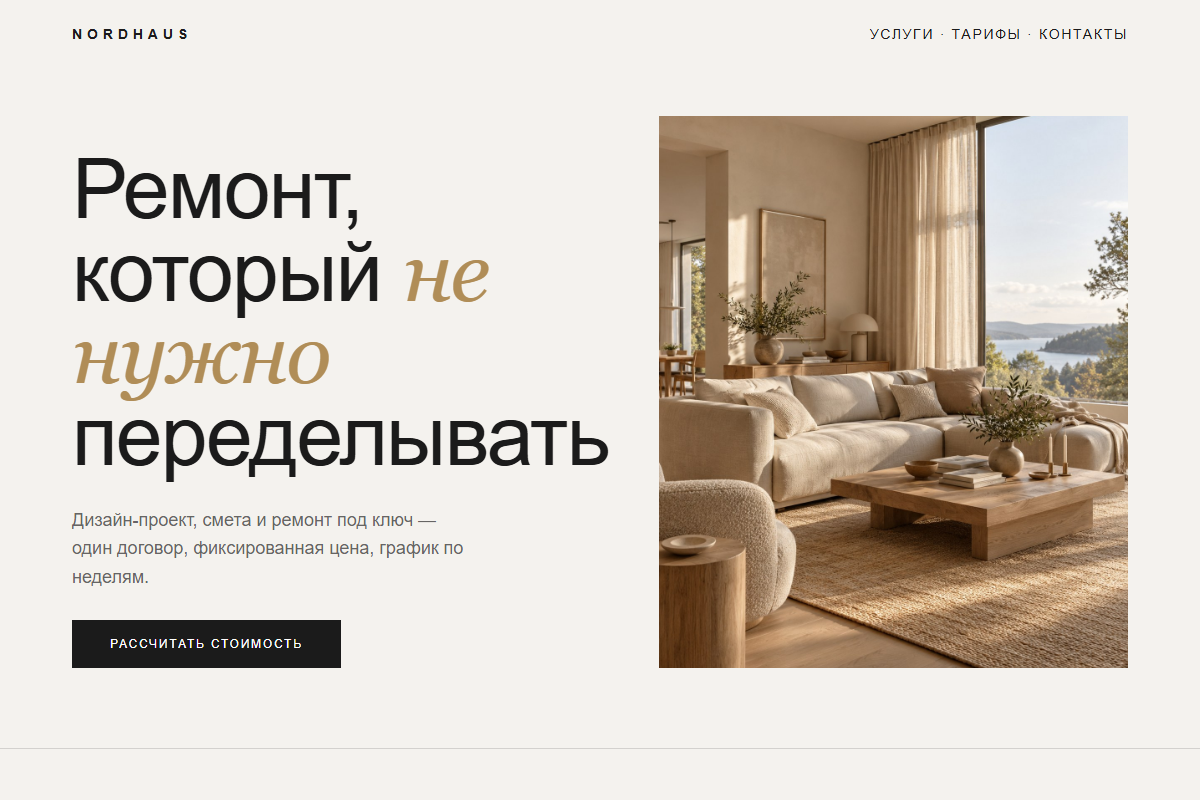 NORDHAUS
УСЛУГИ · ТАРИФЫ · КОНТАКТЫ
Ремонт,
который не
нужно
переделывать
Дизайн-проект, смета и ремонт под ключ —
один договор, фиксированная цена, график по
неделям.
РАССЧИТАТЬ СТОИМОСТЬ